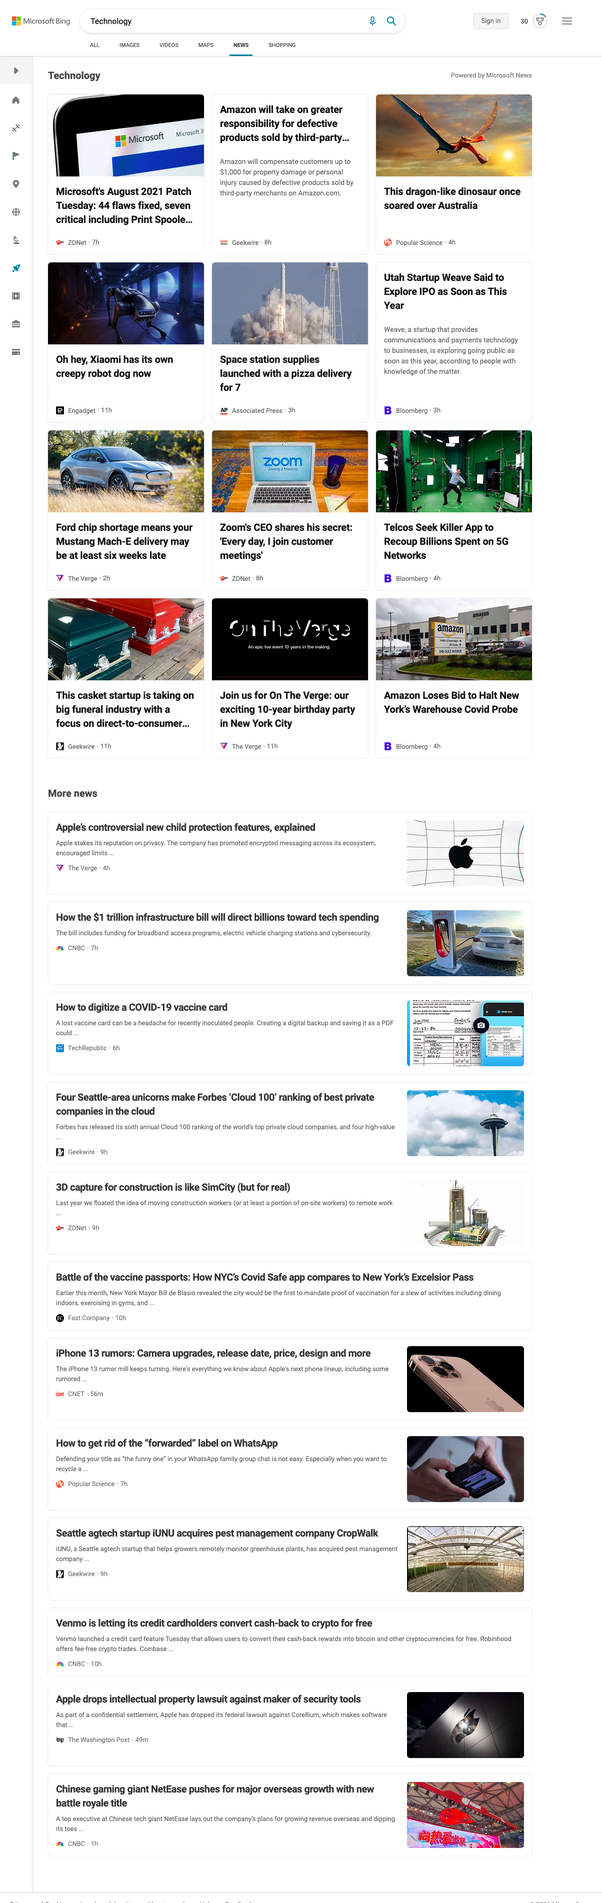 Microsoft Bing
Technology
Sign in
30
ALL
IMAGES
VIDEOS
MAPS
NEWS
SHOPPING
Technology
Powered by Microsoft News
Microsoft
Microsoft's August 2021 Patch
Tuesday: 44 flaws fixed, seven
critical including Print Spoole...
ZDNet · 7h
Amazon will take on greater
responsibility for defective
products sold by third-party...
Amazon will compensate customers up to
$1,000 for property damage or personal
injury caused by defective products sold by
third-party merchants on Amazon.com.
Geekwire · 8h
This dragon-like dinosaur once
soared over Australia
Popular Science · 4h
Oh hey, Xiaomi has its own
creepy robot dog now
Engadget · 11h
Space station supplies
launched with a pizza delivery
for 7
AP
Associated Press · 3h
Utah Startup Weave Said to
Explore IPO as Soon as This
Year
Weave, a startup that provides
communications and payments technology
to businesses, is exploring going public as
soon as this year, according to people with
knowledge of the matter.
B
Bloomberg · 3h
Ford chip shortage means your
Mustang Mach-E delivery may
be at least six weeks late
The Verge · 2h
zoom
Zoom's CEO shares his secret:
'Every day, I join customer
meetings'
ZDNet · 8h
Telcos Seek Killer App to
Recoup Billions Spent on 5G
Networks
B
Bloomberg · 4h
This casket startup is taking on
big funeral industry with a
focus on direct-to-consumer...
Geekwire · 11h
On The Verge
An epic live event 10 years in the making.
Join us for On The Verge: our
exciting 10-year birthday party
in New York City
The Verge · 11h
amazon
Amazon Loses Bid to Halt New
York's Warehouse Covid Probe
B
Bloomberg · 4h
More news
Apple's controversial new child protection features, explained
Apple stakes its reputation on privacy. The company has promoted encrypted messaging across its ecosystem,
encouraged limits ...
The Verge · 4h
How the $1 trillion infrastructure bill will direct billions toward tech spending
The bill includes funding for broadband access programs, electric vehicle charging stations and cybersecurity.
CNBC · 7h
How to digitize a COVID-19 vaccine card
A lost vaccine card can be a headache for recently inoculated people. Creating a digital backup and saving it as a PDF
could ...
TechRepublic · 6h
Four Seattle-area unicorns make Forbes 'Cloud 100' ranking of best private
companies in the cloud
Forbes has released its sixth annual Cloud 100 ranking of the world's top private cloud companies, and four high-value
...
Geekwire · 9h
3D capture for construction is like SimCity (but for real)
Last year we floated the idea of moving construction workers (or at least a portion of on-site workers) to remote work
...
ZDNet · 9h
Battle of the vaccine passports: How NYC's Covid Safe app compares to New York's Excelsior Pass
Earlier this month, New York Mayor Bill de Blasio revealed the city would be the first to mandate proof of vaccination for a slew of activities including dining
indoors, exercising in gyms, and ...
Fast Company · 10h
iPhone 13 rumors: Camera upgrades, release date, price, design and more
The iPhone 13 rumor mill keeps turning. Here's everything we know about Apple's next phone lineup, including some
rumored ...
CNET · 56m
How to get rid of the "forwarded" label on WhatsApp
Defending your title as "the funny one" in your WhatsApp family group chat is not easy. Especially when you want to
recycle a ...
Popular Science · 7h
Seattle agtech startup iUNU acquires pest management company CropWalk
iUNU, a Seattle agtech startup that helps growers remotely monitor greenhouse plants, has acquired pest management
company ...
Geekwire · 9h
Venmo is letting its credit cardholders convert cash-back to crypto for free
Venmo launched a credit card feature Tuesday that allows users to convert their cash-back rewards into bitcoin and other cryptocurrencies for free. Robinhood
offers fee-free crypto trades. Coinbase ...
CNBC · 10h
Apple drops intellectual property lawsuit against maker of security tools
As part of a confidential settlement, Apple has dropped its federal lawsuit against Corellium, which makes software
that ...
wp
The Washington Post · 49m
Chinese gaming giant NetEase pushes for major overseas growth with new
battle royale title
A top executive at Chinese tech giant NetEase lays out the company's plans for growing revenue overseas and dipping
its toes ...
CNBC · 1h